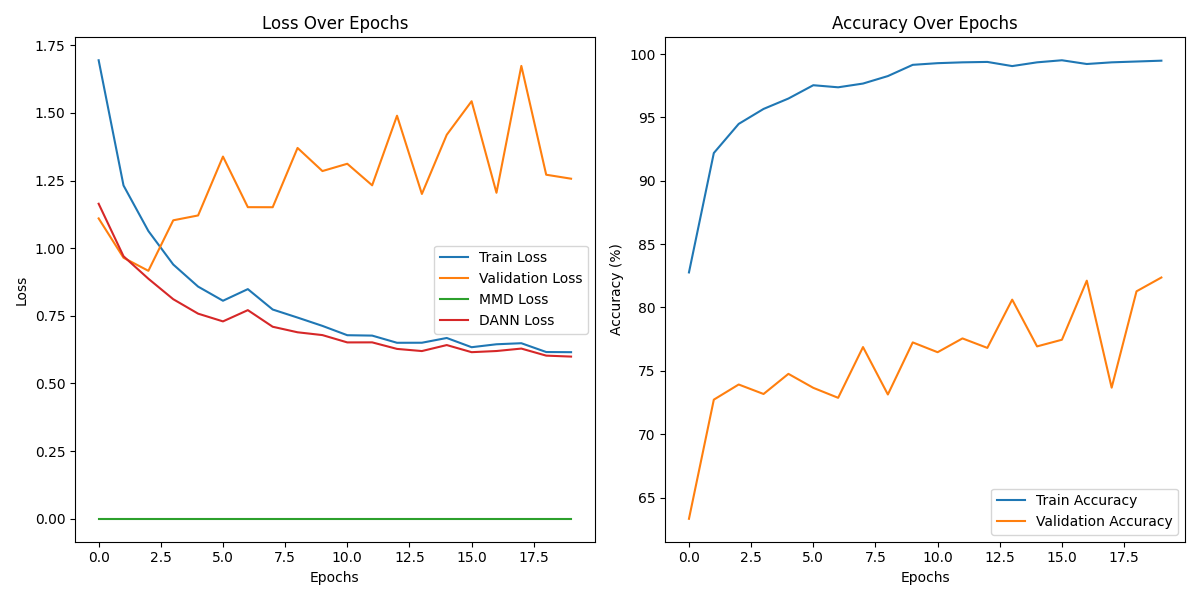 Loss Over Epochs
1.75
1.50
1.25
1.00
0.75
0.50
0.25
0.00
Loss
Train Loss
Validation Loss
MMD Loss
DANN Loss
0.0 2.5 5.0 7.5 10.0 12.5 15.0 17.5
Epochs
Accuracy Over Epochs
100
95
90
85
80
75
70
65
Accuracy (%)
Train Accuracy
Validation Accuracy
0.0 2.5 5.0 7.5 10.0 12.5 15.0 17.5
Epochs